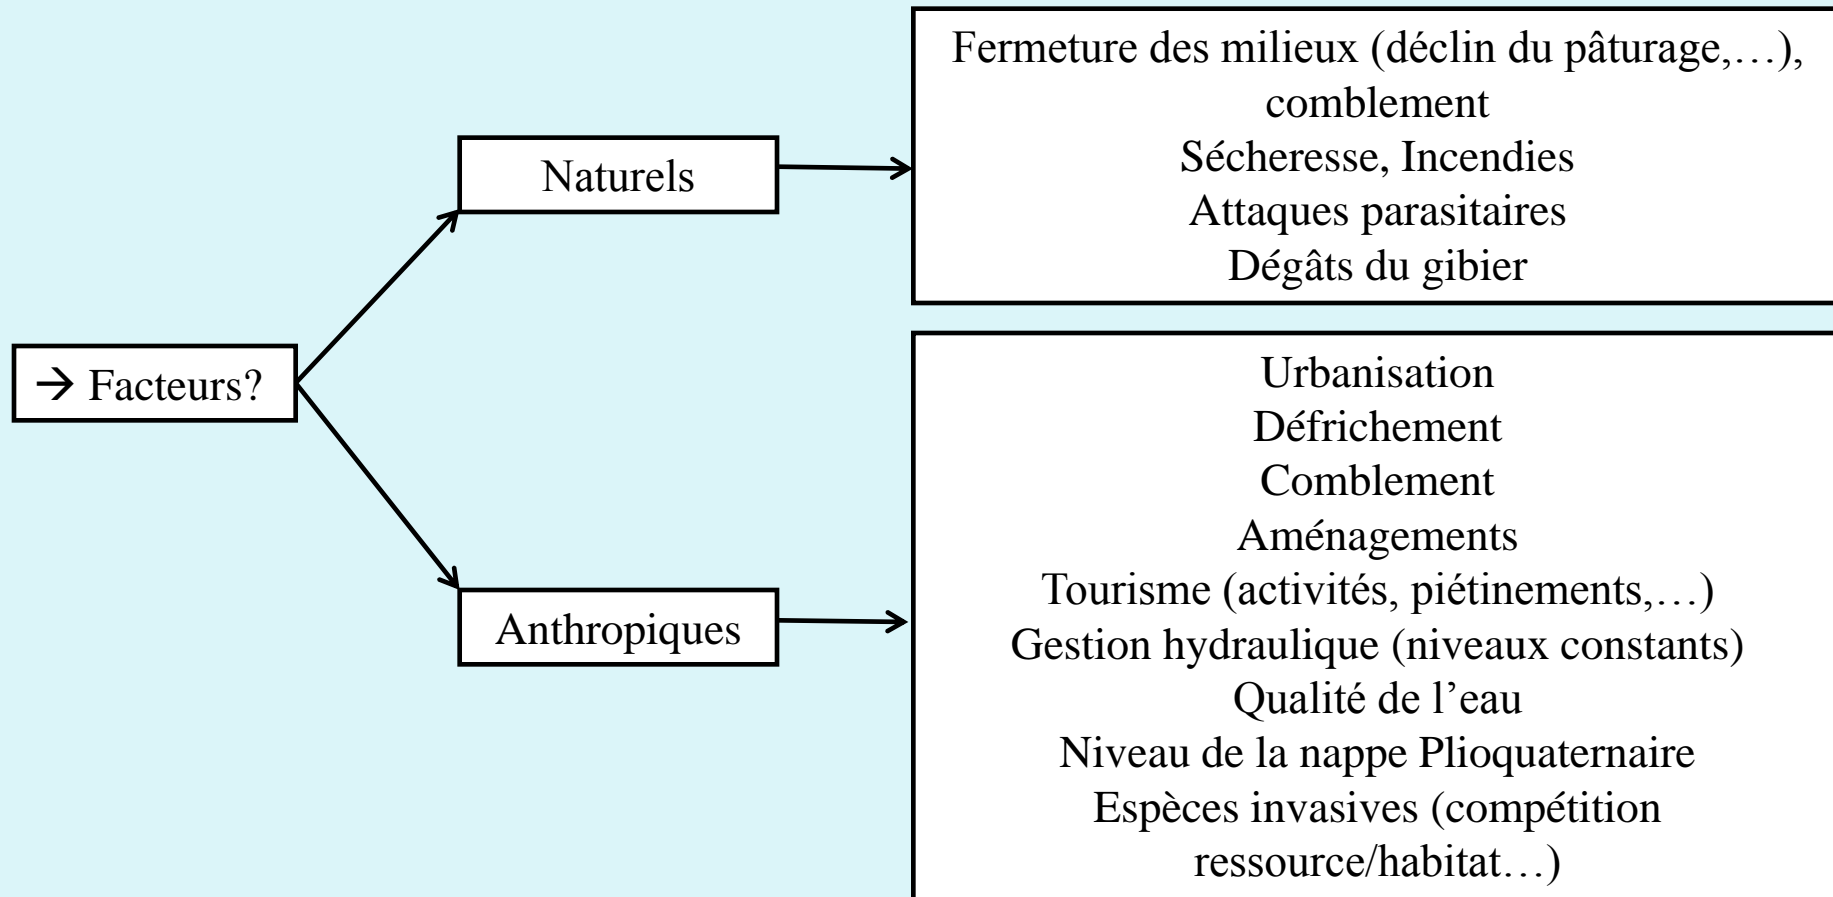 Fermeture des milieux (déclin du pâturage,…),
comblement
Sécheresse, Incendies
Attaques parasitaires
Dégâts du gibier
Naturels
→ Facteurs?
Urbanisation
Défrichement
Comblement
Aménagements
Tourisme (activités, piétinements,…)
Gestion hydraulique (niveaux constants)
Qualité de l’eau
Niveau de la nappe Plioquaternaire
Espèces invasives (compétition
ressource/habitat…)
Anthropiques